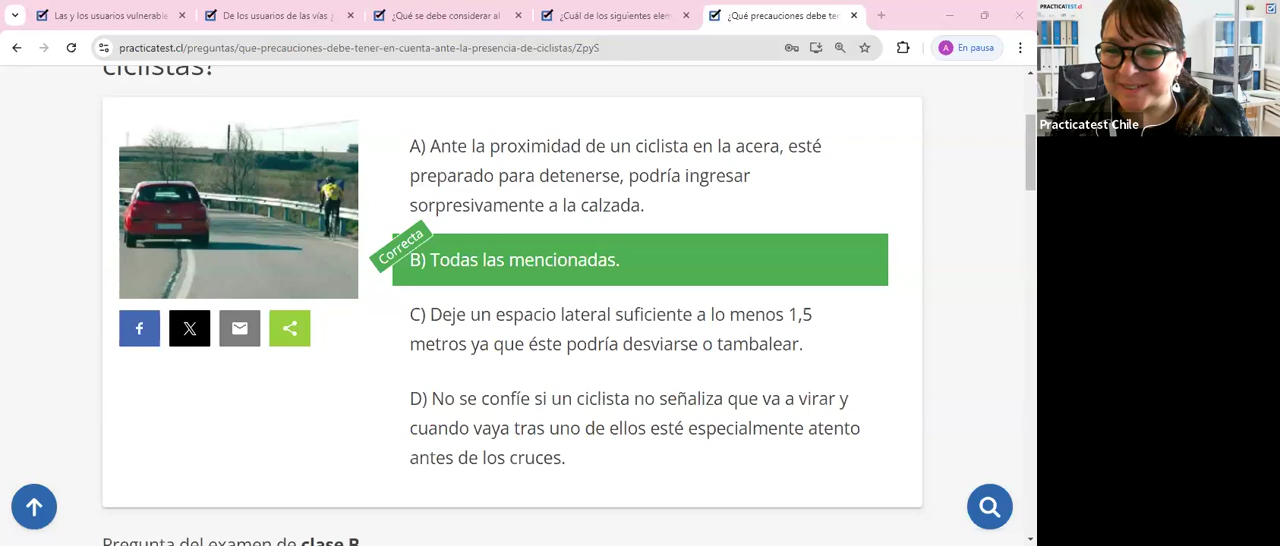 Las y los usuarios vulnerable
De los usuarios de las vías ¿
¿Qué se debe considerar al
¿Cuál de los siguientes elem
¿Qué precauciones debe ter
practicatest.cl/preguntas/que-precauciones-debe-tener-en-cuenta-ante-la-presencia-de-ciclistas/ZpyS
A
En pausa
PRACTICATEST.cl
Practicatest Chile
ciclistas?
A) Ante la proximidad de un ciclista en la acera, esté
preparado para detenerse, podría ingresar
sorpresivamente a la calzada.
Correcta
B) Todas las mencionadas.
C) Deje un espacio lateral suficiente a lo menos 1,5
metros ya que éste podría desviarse o tambalear.
D) No se confíe si un ciclista no señaliza que va a virar y
cuando vaya tras uno de ellos esté especialmente atento
antes de los cruces.
Pregunta del examen de clase B